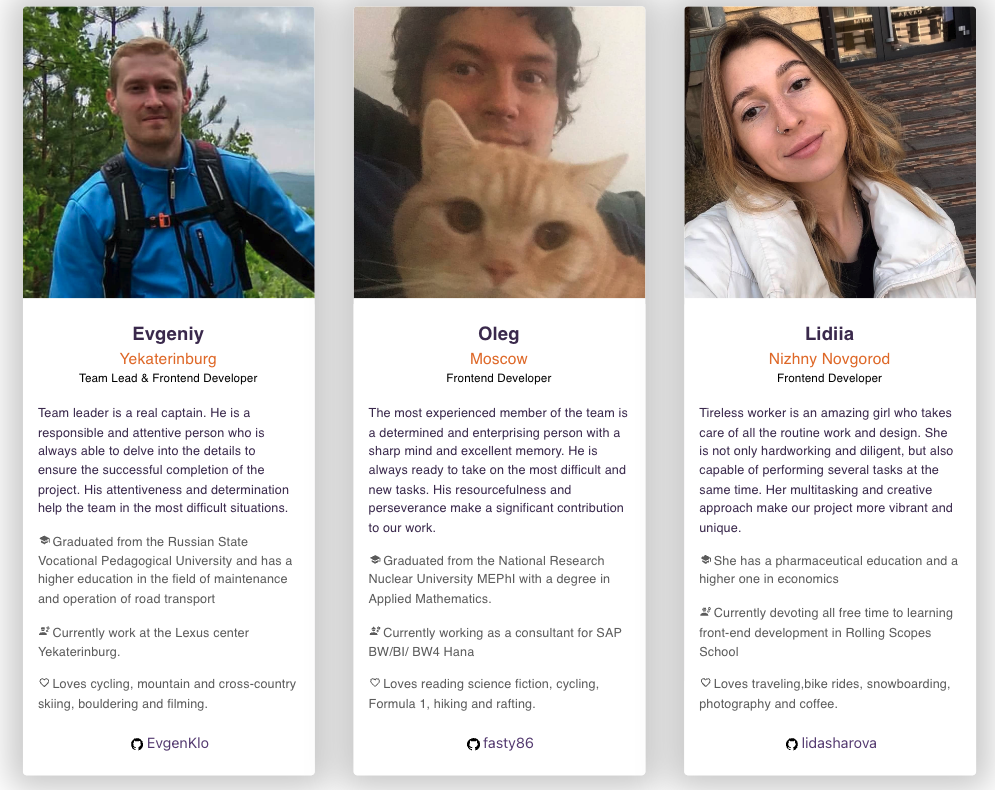 Evgeniy
Yekaterinburg
Team Lead & Frontend Developer
Team leader is a real captain. He is a
responsible and attentive person who is
always able to delve into the details to
ensure the successful completion of the
project. His attentiveness and determination
help the team in the most difficult situations.
Graduated from the Russian State
Vocational Pedagogical University and has a
higher education in the field of maintenance
and operation of road transport
Currently work at the Lexus center
Yekaterinburg.
Loves cycling, mountain and cross-country
skiing, bouldering and filming.
EvgenKlo
Oleg
Moscow
Frontend Developer
The most experienced member of the team is
a determined and enterprising person with a
sharp mind and excellent memory. He is
always ready to take on the most difficult and
new tasks. His resourcefulness and
perseverance make a significant contribution
to our work.
Graduated from the National Research
Nuclear University MEPhI with a degree in
Applied Mathematics.
Currently working as a consultant for SAP
BW/BI/ BW4 Hana
Loves reading science fiction, cycling,
Formula 1, hiking and rafting.
fasty86
Lidiia
Nizhny Novgorod
Frontend Developer
Tireless worker is an amazing girl who takes
care of all the routine work and design. She
is not only hardworking and diligent, but also
capable of performing several tasks at the
same time. Her multitasking and creative
approach make our project more vibrant and
unique.
She has a pharmaceutical education and a
higher one in economics
Currently devoting all free time to learning
front-end development in Rolling Scopes
School
Loves traveling,bike rides, snowboarding,
photography and coffee.
lidasharova